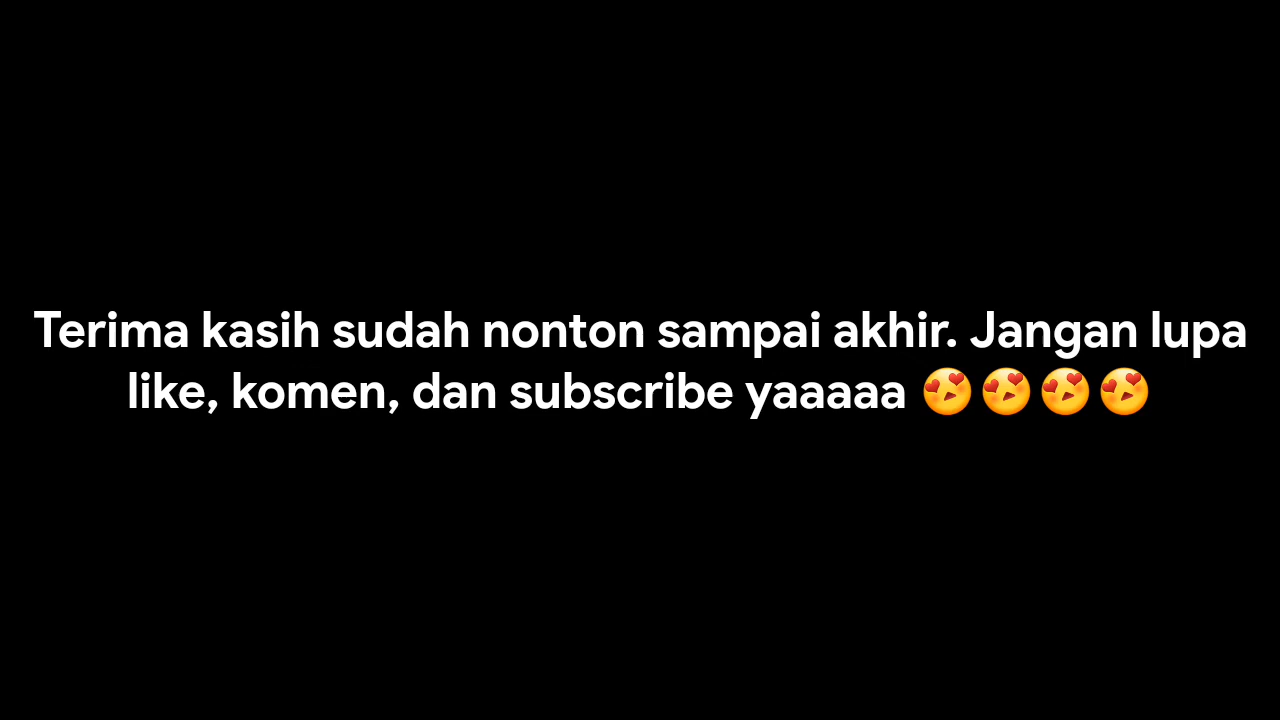 Terima kasih sudah nonton sampai akhir. Jangan lupa
like, komen, dan subscribe yaaaaa 😍😍😍😍